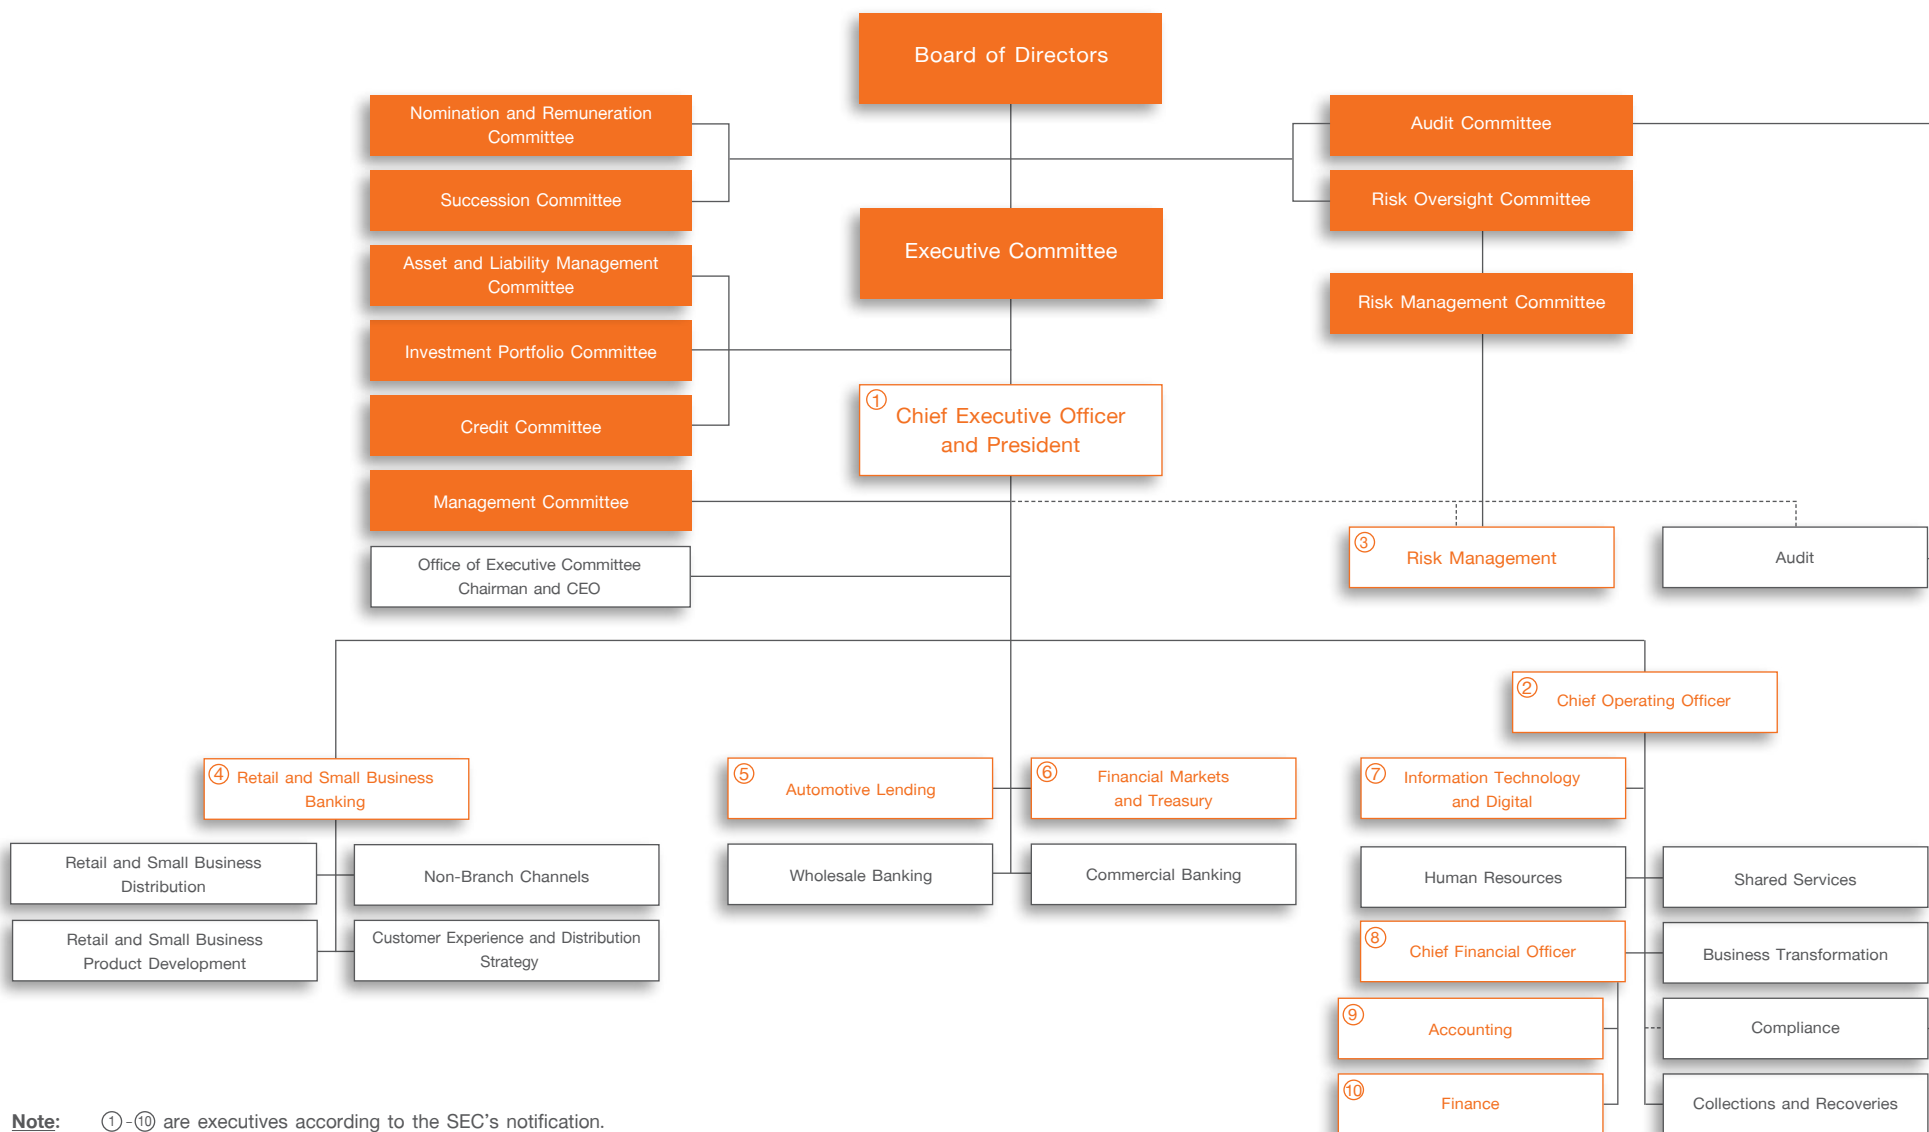 Board of Directors
Nomination and Remuneration
Committee
Audit Committee
Succession Committee
Risk Oversight Committee
Executive Committee
Asset and Liability Management
Committee
Risk Management Committee
Investment Portfolio Committee
① Chief Executive Officer
and President
Credit Committee
Management Committee
Office of Executive Committee
Chairman and CEO
③ Risk Management
Audit
② Chief Operating Officer
④ Retail and Small Business
Banking
⑤ Automotive Lending
⑥ Financial Markets
and Treasury
⑦ Information Technology
and Digital
Retail and Small Business
Distribution
Non-Branch Channels
Wholesale Banking
Commercial Banking
Human Resources
Shared Services
Retail and Small Business
Product Development
Customer Experience and Distribution
Strategy
⑧ Chief Financial Officer
Business Transformation
⑨ Accounting
Compliance
⑩ Finance
Collections and Recoveries
Note: ①-⑩ are executives according to the SEC's notification.